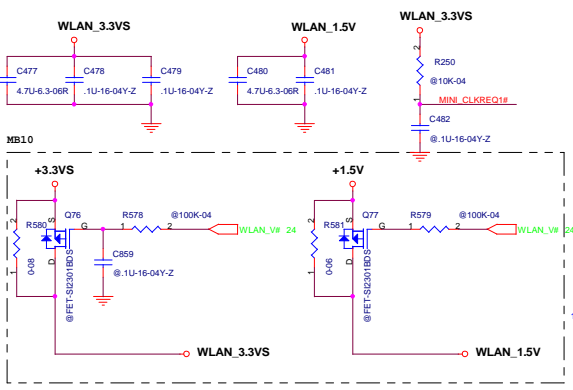 WLAN_3.3VS
C477
4.7U-6.3-06R
C478
.1U-16-04Y-Z
C479
.1U-16-04Y-Z
WLAN_1.5V
C480
4.7U-6.3-06R
C481
.1U-16-04Y-Z
WLAN_3.3VS
2
R250
@10K-04
1
MINI_CLKREQ1#
C482
@.1U-16-04Y-Z
MB10
+3.3VS
2
R580
1
0-08
Q76
S
G
D
@FET-SI2301BDS
R578
@100K-04
1
2
WLAN_V# 24
C859
@.1U-16-04Y-Z
WLAN_3.3VS
+1.5V
2
R581
1
0-06
Q77
S
G
D
@FET-SI2301BDS
R579
@100K-04
1
2
WLAN_V# 24
WLAN_1.5V